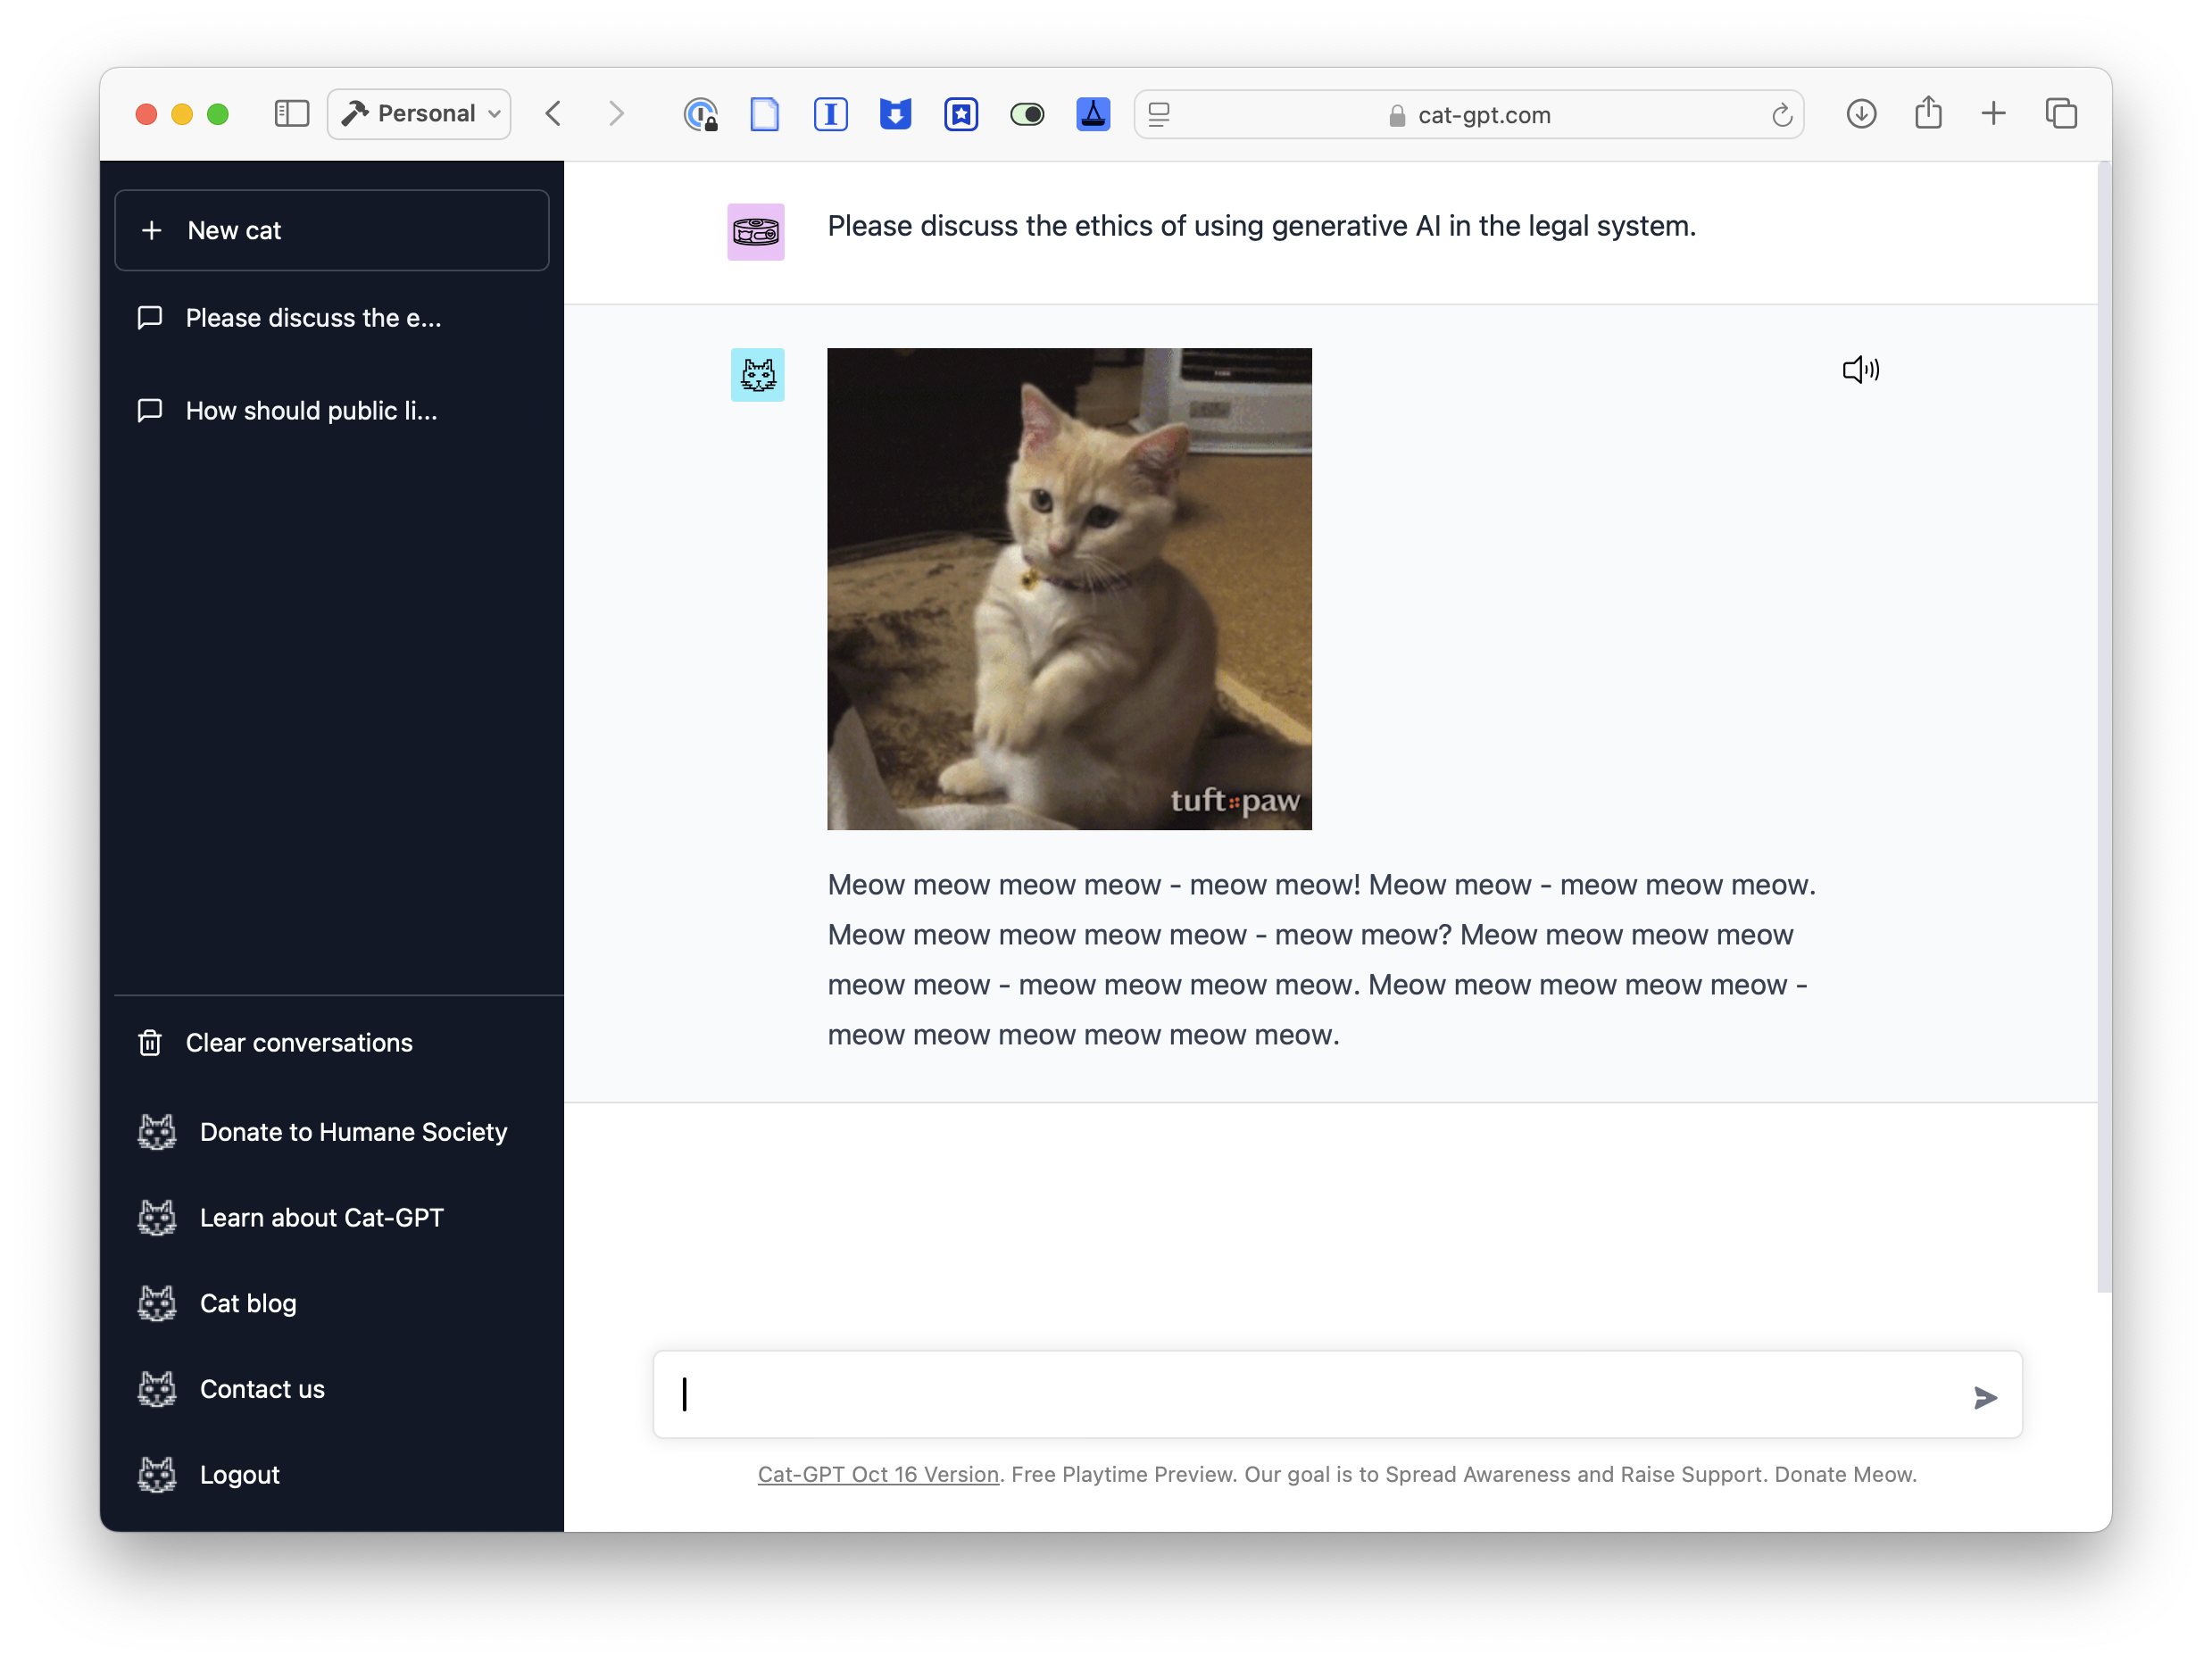 Personal
cat-gpt.com
New cat
Please discuss the e...
How should public li...
Clear conversations
Donate to Humane Society
Learn about Cat-GPT
Cat blog
Contact us
Logout
Please discuss the ethics of using generative AI in the legal system.
tuft paw
Meow meow meow meow - meow meow! Meow meow - meow meow meow.
Meow meow meow meow meow - meow meow? Meow meow meow meow
meow meow - meow meow meow meow. Meow meow meow meow meow -
meow meow meow meow meow meow.
Cat-GPT Oct 16 Version. Free Playtime Preview. Our goal is to Spread Awareness and Raise Support. Donate Meow.